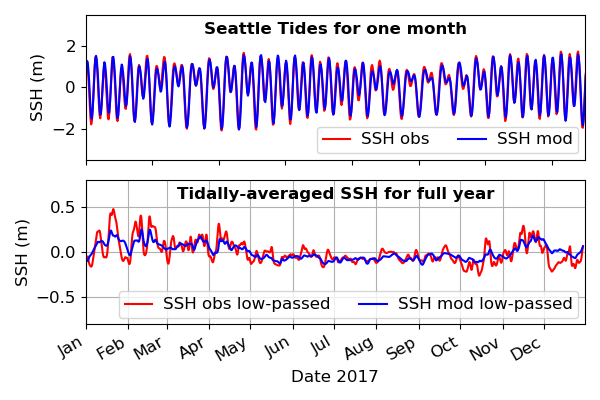 Seattle Tides for one month
SSH (m)
2
0
−2
SSH obs
SSH mod
Tidally-averaged SSH for full year
SSH (m)
0.5
0.0
−0.5
SSH obs low-passed
SSH mod low-passed
Jan
Feb
Mar
Apr
May
Jun
Jul
Aug
Sep
Oct
Nov
Dec
Date 2017